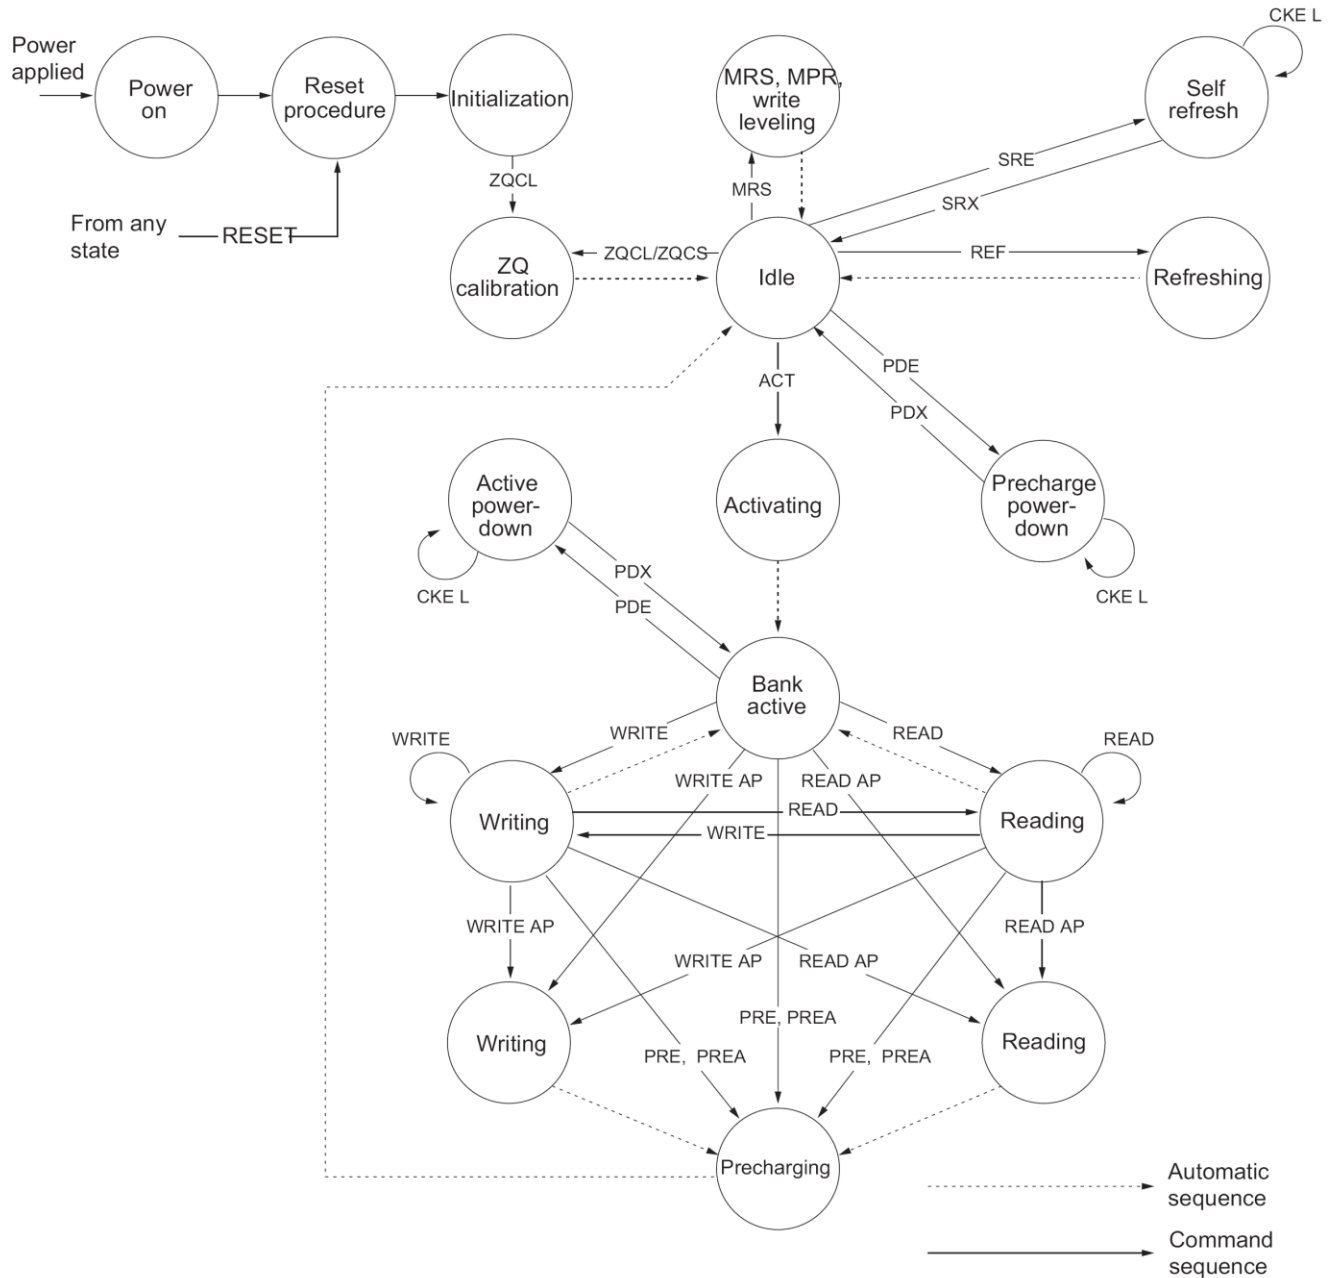 CKE L
Power
applied
Power
on
Reset
procedure
Initialization
MRS, MPR,
write
leveling
Self
refresh
SRE
ZQCL
MRS
SRX
From any
state
RESET
ZQCL/ZQCS
REF
ZQ
calibration
Idle
Refreshing
PDE
ACT
PDX
Active
power-
down
Activating
Precharge
power-
down
PDX
CKE L
PDE
CKE L
Bank
active
WRITE
READ
WRITE
READ
WRITE AP
READ AP
READ
Writing
Reading
WRITE
WRITE AP
READ AP
WRITE AP
READ AP
PRE, PREA
Writing
Reading
PRE, PREA
PRE, PREA
Precharging
Automatic
sequence
Command
sequence